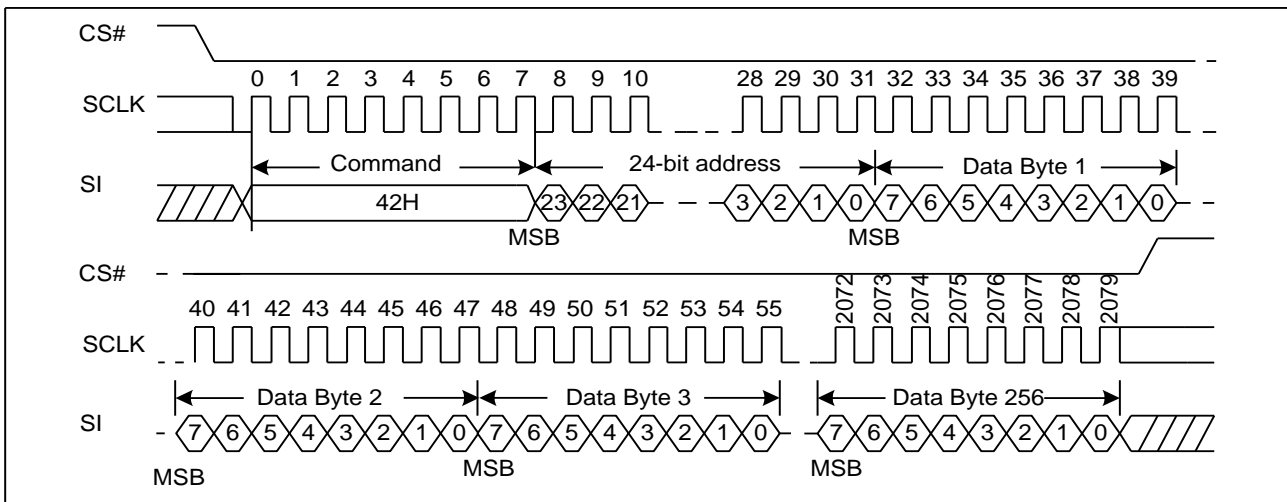 CS#
0 1 2 3 4 5 6 7 8 9 10 28 29 30 31 32 33 34 35 36 37 38 39
SCLK
Command 24-bit address Data Byte 1
SI 42H 23 22 21 3 2 1 0 7 6 5 4 3 2 1 0
MSB MSB
CS#
40 41 42 43 44 45 46 47 48 49 50 51 52 53 54 55 2072 2073 2074 2075 2076 2077 2078 2079
SCLK
Data Byte 2 Data Byte 3 Data Byte 256
SI 7 6 5 4 3 2 1 0 7 6 5 4 3 2 1 0 7 6 5 4 3 2 1 0
MSB MSB MSB